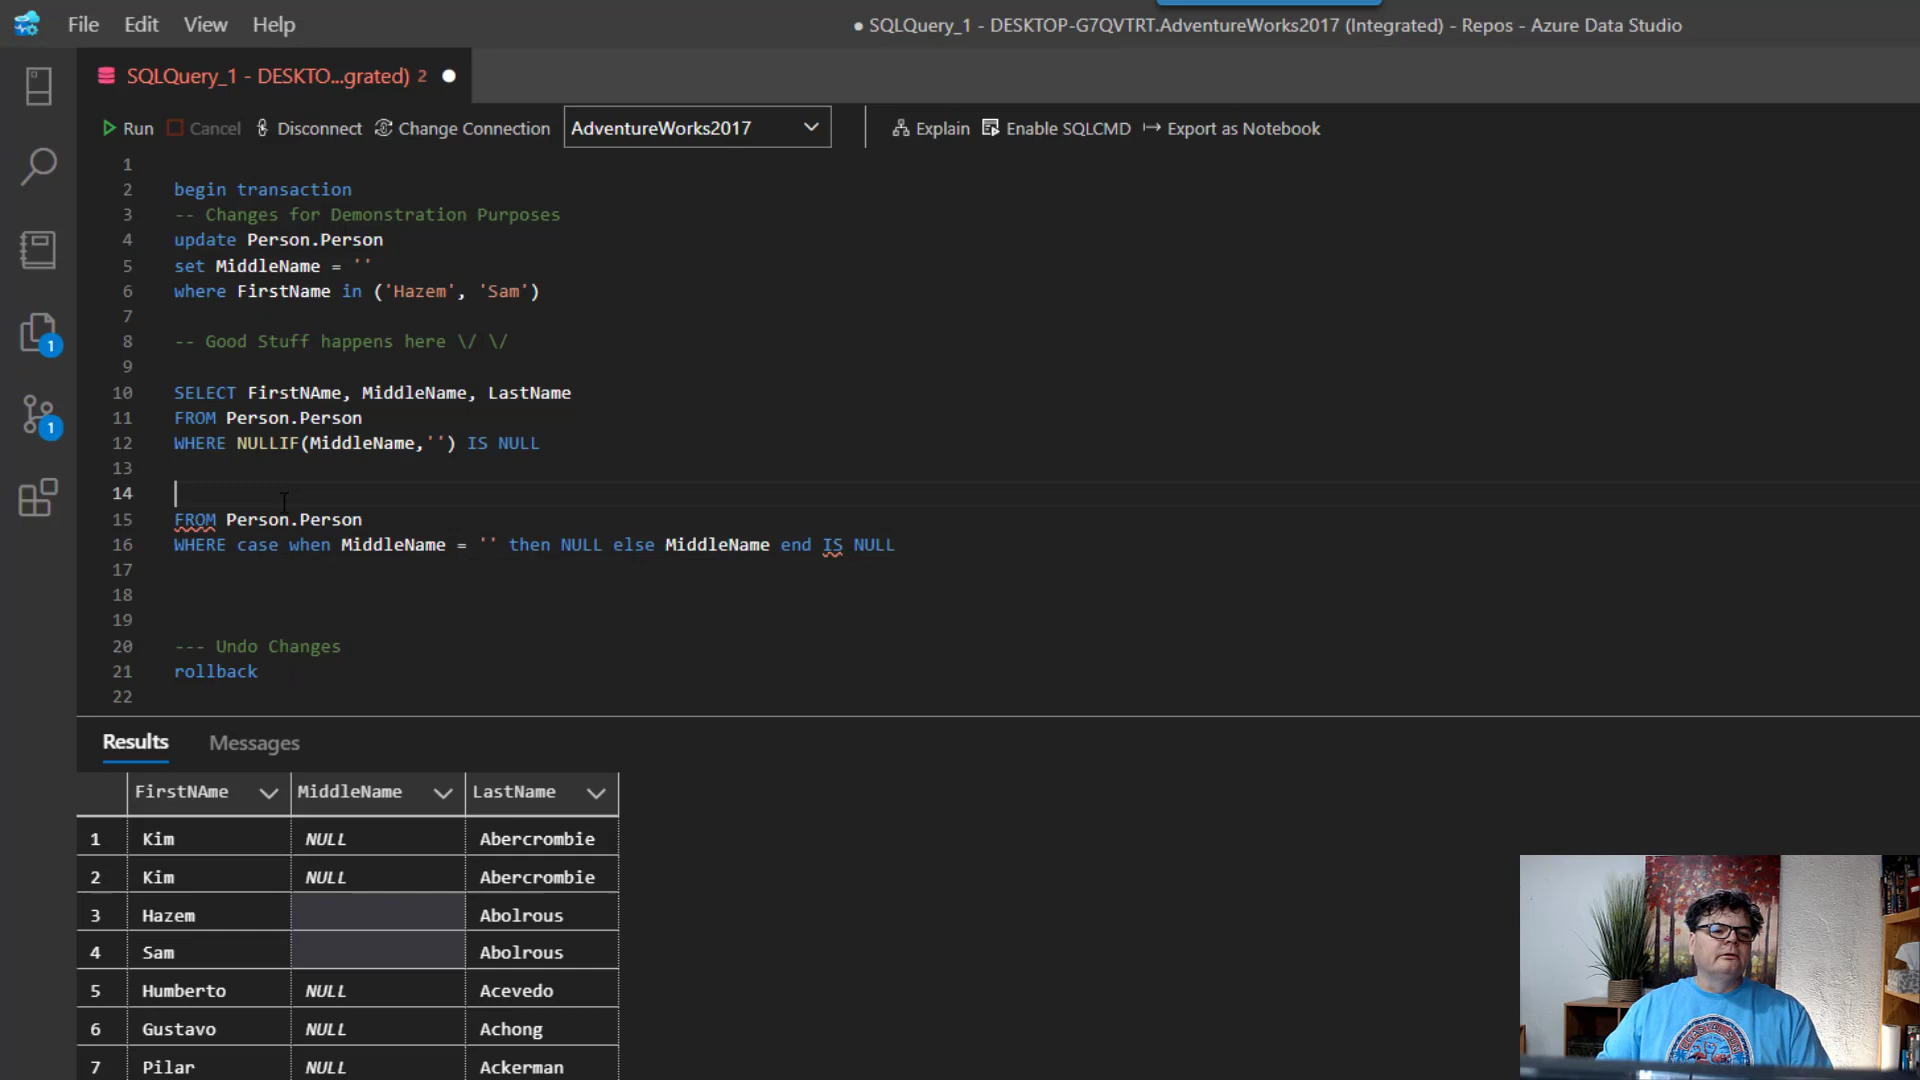 File Edit View Help
● SQLQuery_1 - DESKTOP-G7QVTRT.AdventureWorks2017 (Integrated) - Repos - Azure Data Studio
SQLQuery_1 - DESKTO...grated) 2
Run Cancel Disconnect Change Connection AdventureWorks2017 Explain Enable SQLCMD Export as Notebook
1
2 begin transaction
3 -- Changes for Demonstration Purposes
4 update Person.Person
5 set MiddleName = ''
6 where FirstName in ('Hazem', 'Sam')
7
8 -- Good Stuff happens here \/ \/
9
10 SELECT FirstNAme, MiddleName, LastName
11 FROM Person.Person
12 WHERE NULLIF(MiddleName,'') IS NULL
13
14
15 FROM Person.Person
16 WHERE case when MiddleName = '' then NULL else MiddleName end IS NULL
17
18
19
20 --- Undo Changes
21 rollback
22
1
1
Results Messages
FirstNAme MiddleName LastName
1 Kim NULL Abercrombie
2 Kim NULL Abercrombie
3 Hazem Abolrous
4 Sam Abolrous
5 Humberto NULL Acevedo
6 Gustavo NULL Achong
7 Pilar NULL Ackerman